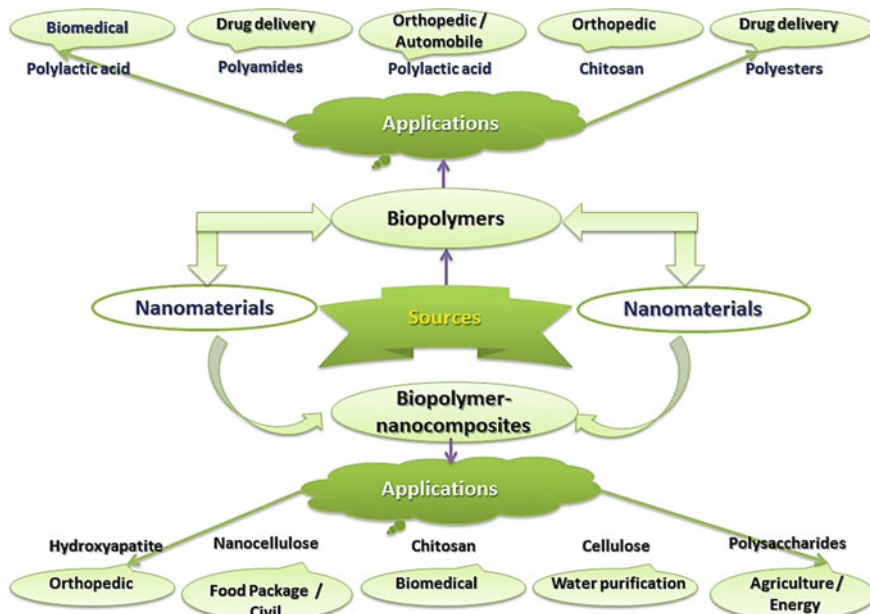 Biomedical
Drug delivery
Orthopedic /
Automobile
Orthopedic
Drug delivery
Polylactic acid
Polyamides
Polylactic acid
Chitosan
Polyesters
Applications
Biopolymers
Nanomaterials
Sources
Nanomaterials
Biopolymer-
nanocomposites
Applications
Hydroxyapatite
Nanocellulose
Chitosan
Cellulose
Polysaccharides
Orthopedic
Food Package /
Civil
Biomedical
Water purification
Agriculture /
Energy